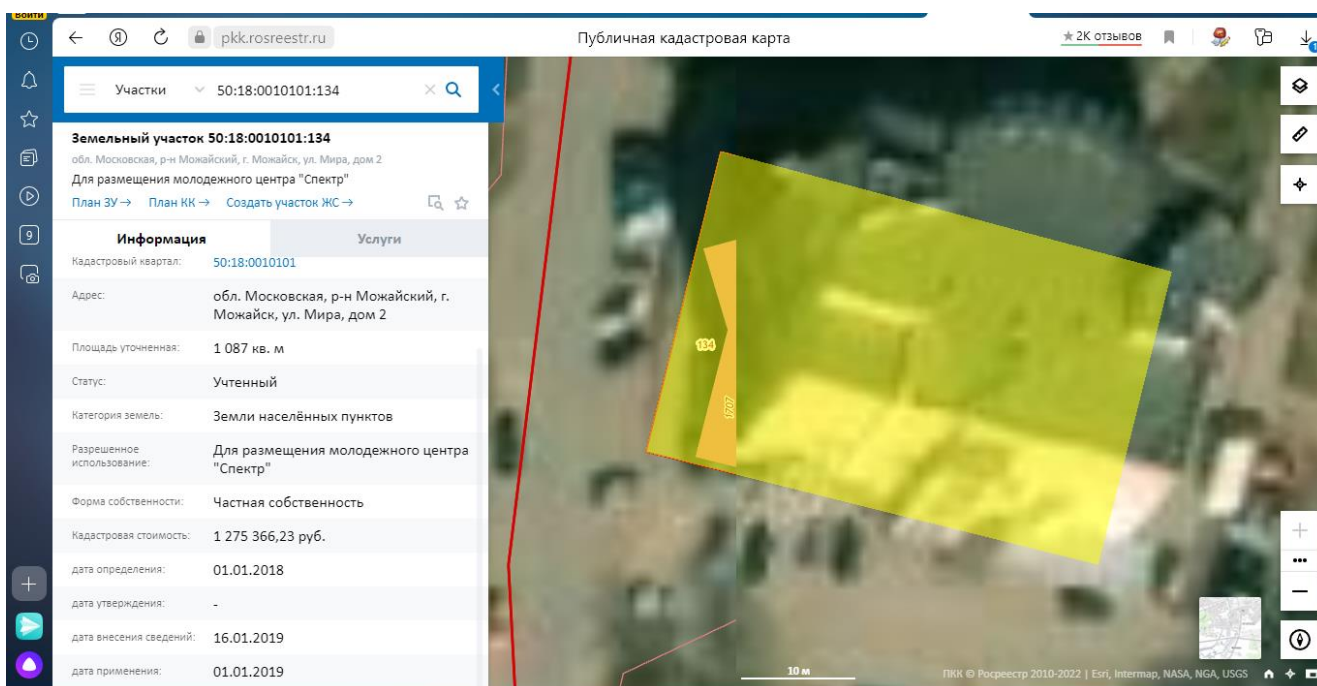 Войти
pkk.rosreestr.ru
Публичная кадастровая карта
★ 2K отзывов
1
Участки
50:18:0010101:134
Земельный участок 50:18:0010101:134
обл. Московская, р-н Можайский, г. Можайск, ул. Мира, дом 2
Для размещения молодежного центра "Спектр"
План ЗУ → План КК → Создать участок ЖС →
Информация
Услуги
Кадастровый квартал: 50:18:0010101
Адрес: обл. Московская, р-н Можайский, г.
Можайск, ул. Мира, дом 2
Площадь уточненная: 1 087 кв. м
Статус: Учтенный
Категория земель: Земли населённых пунктов
Разрешенное
использование:
Для размещения молодежного центра
"Спектр"
Форма собственности: Частная собственность
Кадастровая стоимость: 1 275 366,23 руб.
дата определения: 01.01.2018
дата утверждения: -
дата внесения сведений: 16.01.2019
дата применения: 01.01.2019
9
134
1707
10 м
ПКК © Росреестр 2010-2022 | Esri, Intermap, NASA, NGA, USGS